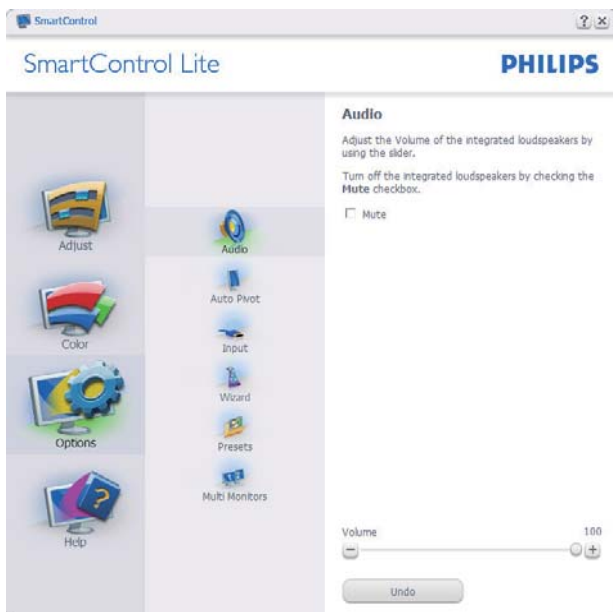 SmartControl
? ×
SmartControl Lite
PHILIPS
Adjust
Color
Options
Help
Audio
Auto Pivot
Input
Wizard
Presets
Multi Monitors
Audio
Adjust the Volume of the integrated loudspeakers by
using the slider.
Turn off the integrated loudspeakers by checking the
Mute checkbox.
Mute
Volume 100
Undo